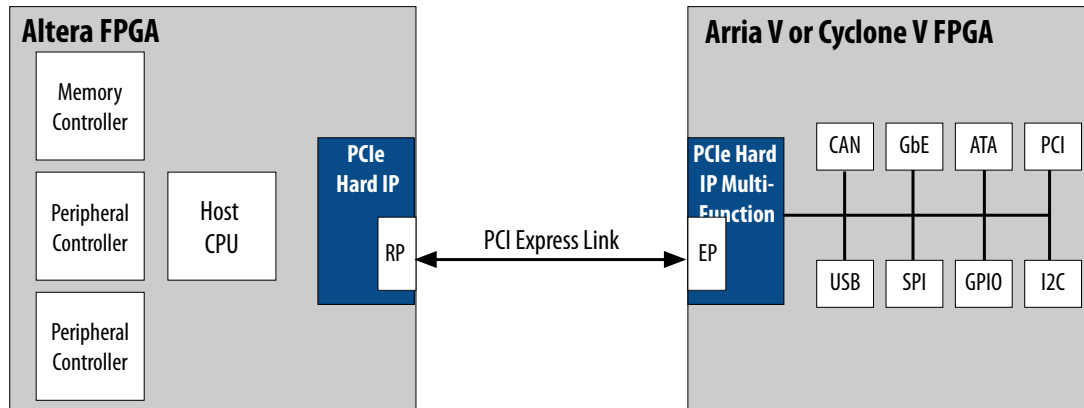 Altera FPGA
Memory
Controller
Peripheral
Controller
Peripheral
Controller
Host
CPU
PCIe
Hard IP
RP
PCI Express Link
Arria V or Cyclone V FPGA
PCIe Hard
IP Multi-
Function
EP
CAN
GbE
ATA
PCI
USB
SPI
GPIO
I2C